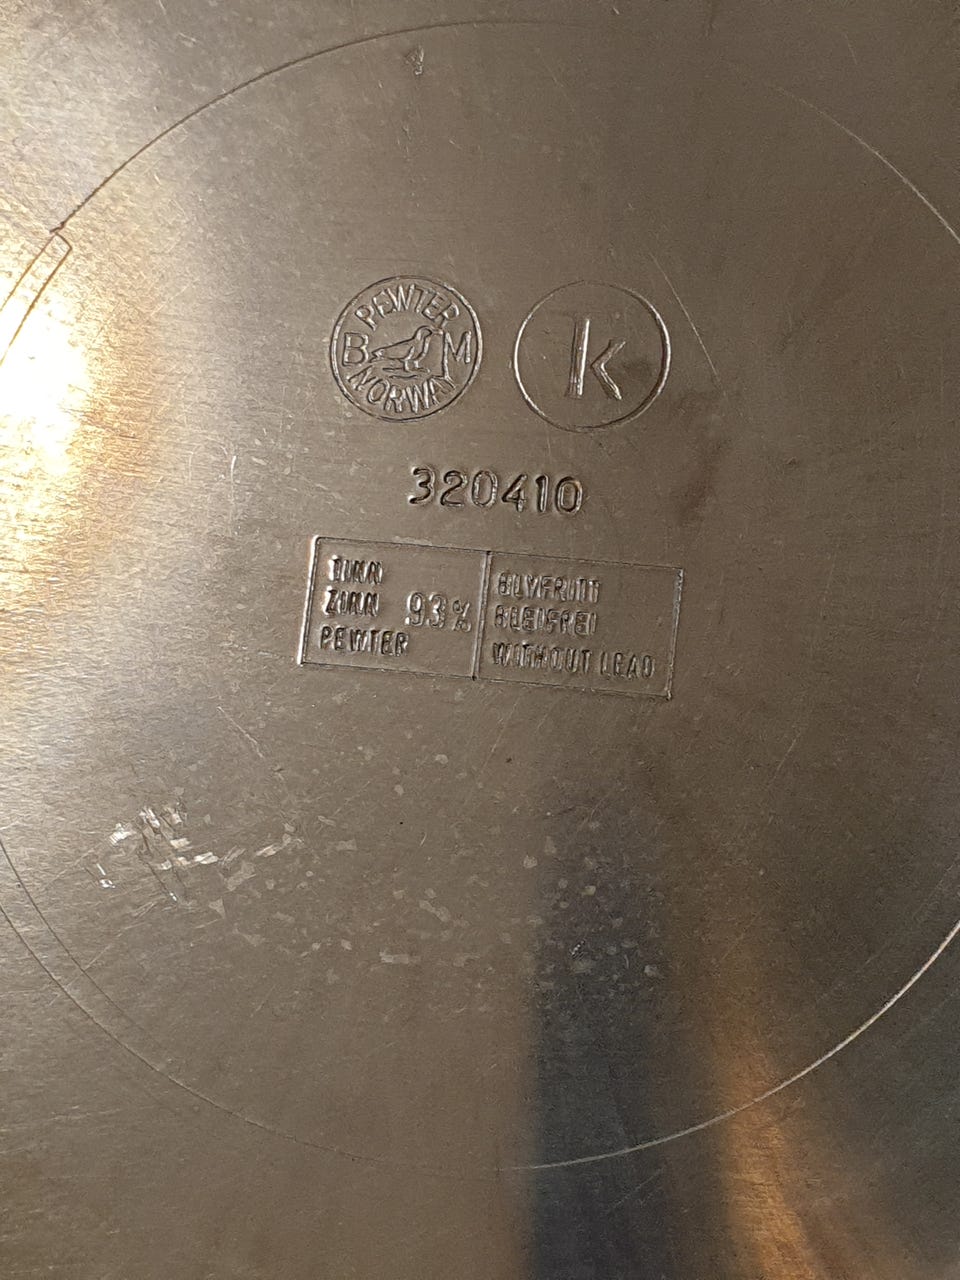 PEWTER
B M
NORWAY
k
320410
TINN
ZINN 93%
PEWTER
BLYFRITT
BLEIFREI
WITHOUT LEAD